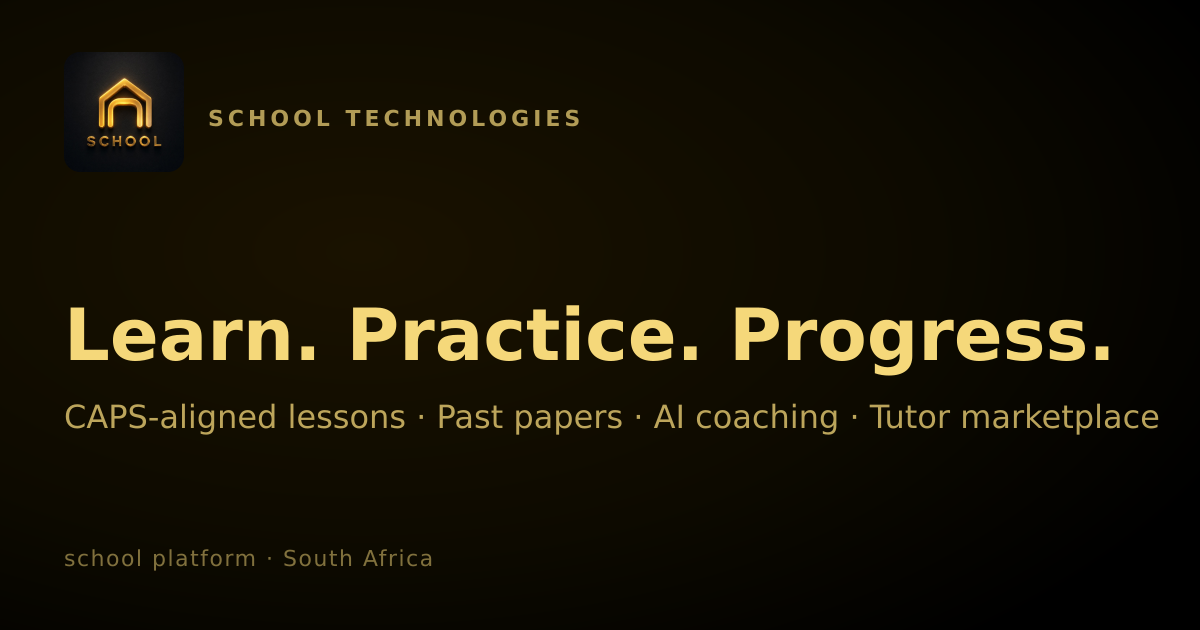 SCHOOL
SCHOOL TECHNOLOGIES
Learn. Practice. Progress.
CAPS-aligned lessons · Past papers · AI coaching · Tutor marketplace
school platform · South Africa